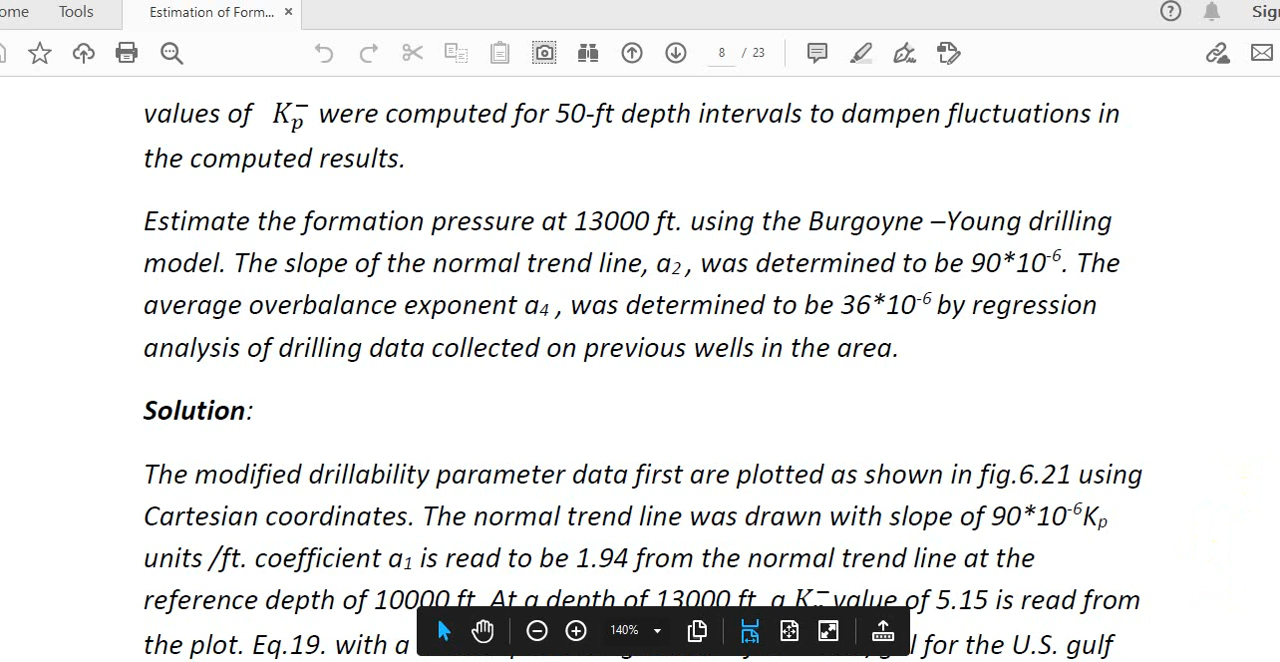 ome Tools Estimation of Form... × Sig
8 / 23
values of K̄p were computed for 50-ft depth intervals to dampen fluctuations in
the computed results.
Estimate the formation pressure at 13000 ft. using the Burgoyne –Young drilling
model. The slope of the normal trend line, a₂ , was determined to be 90*10⁻⁶. The
average overbalance exponent a₄ , was determined to be 36*10⁻⁶ by regression
analysis of drilling data collected on previous wells in the area.
Solution:
The modified drillability parameter data first are plotted as shown in fig.6.21 using
Cartesian coordinates. The normal trend line was drawn with slope of 90*10⁻⁶Kp
units /ft. coefficient a₁ is read to be 1.94 from the normal trend line at the
reference depth of 10000 ft. At a depth of 13000 ft. a K̄ value of 5.15 is read from
140%
the plot. Eq.19. with a l for the U.S. gulf